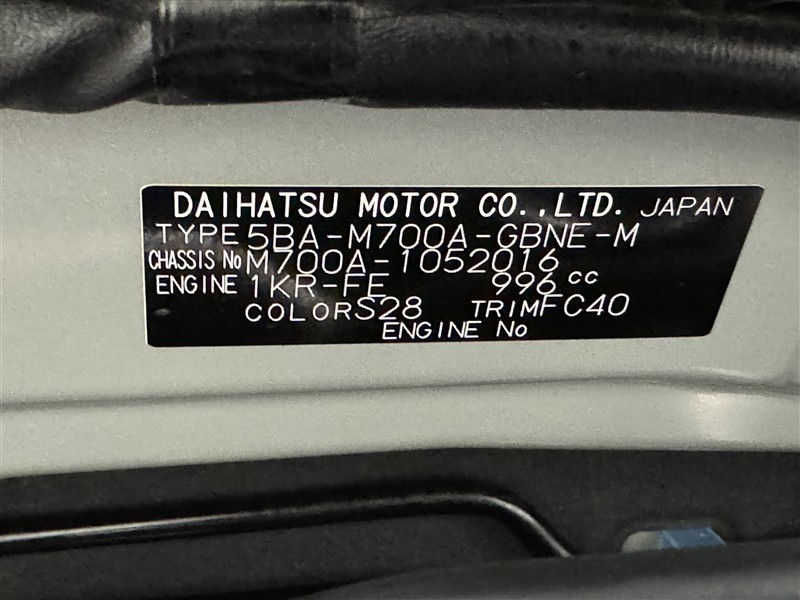 DAIHATSU MOTOR CO.,LTD. JAPAN
TYPE 5BA-M700A-GBNE-M
CHASSIS No M700A-1052016
ENGINE 1KR-FE 996 cc
COLOR S28 TRIM FC40
ENGINE No